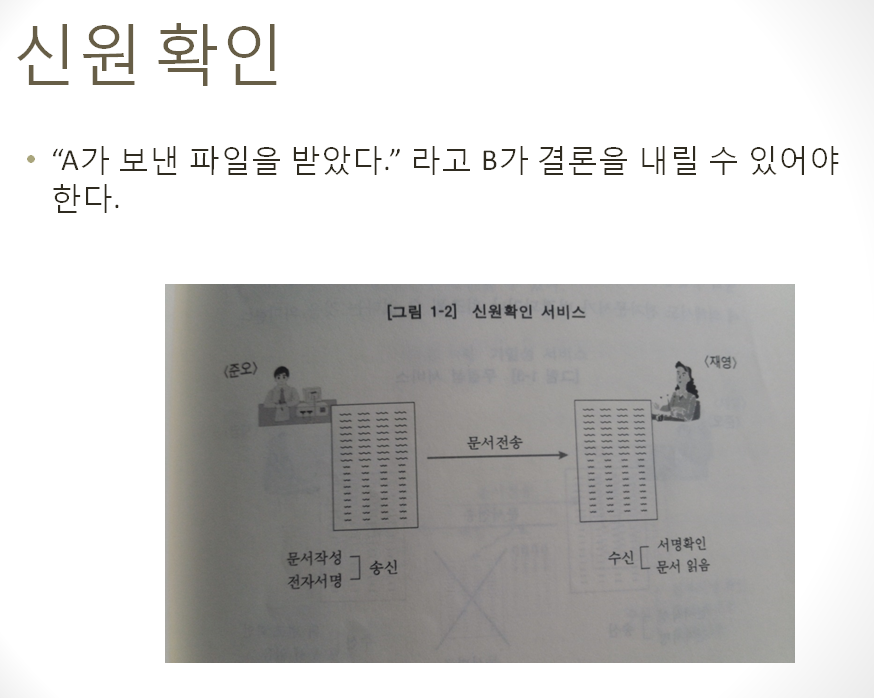 신원 확인
• “A가 보낸 파일을 받았다.” 라고 B가 결론을 내릴 수 있어야
한다.
[그림 1-2] 신원확인 서비스
〈준오〉
〈재영〉
문서전송
문서작성
전자서명
송신
수신
서명확인
문서 읽음